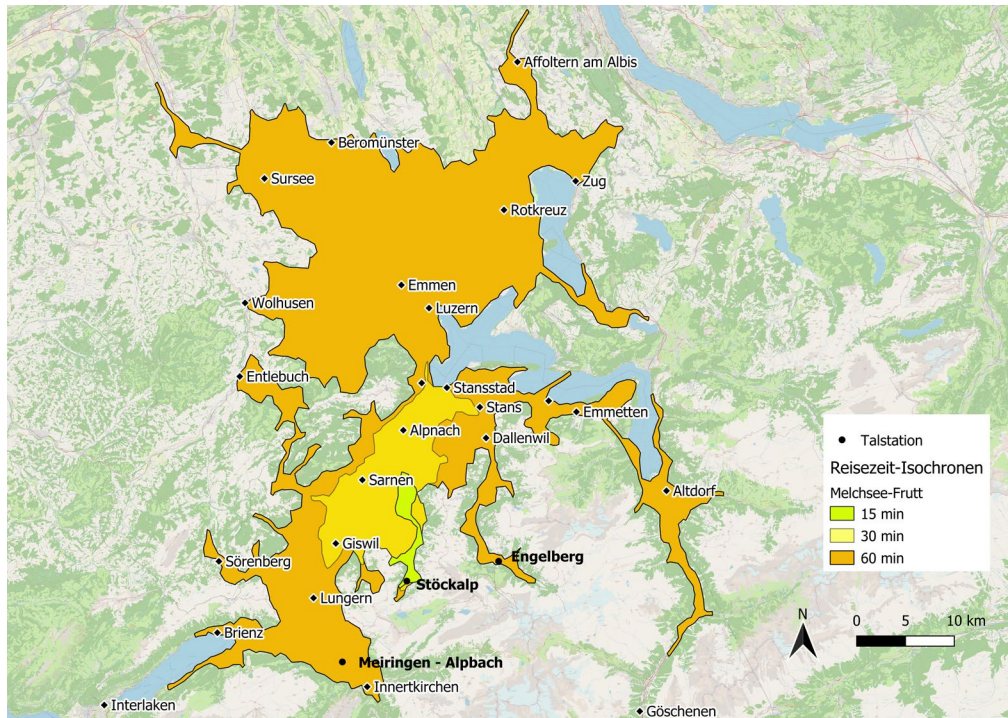 Affoltern am Albis
Beromünster
Sursee
Zug
Rotkreuz
Emmen
Luzern
Wolhusen
Entlebuch
Stansstad
Stans
Emmetten
Alpnach
Dallenwil
Sarnen
Altdorf
Giswil
Engelberg
Sörenberg
Stöckalp
Lungern
Brienz
Meiringen - Alpbach
Innertkirchen
Interlaken
Göschenen
Talstation
Reisezeit-Isochronen
Melchsee-Frutt
15 min
30 min
60 min
N
0 5 10 km